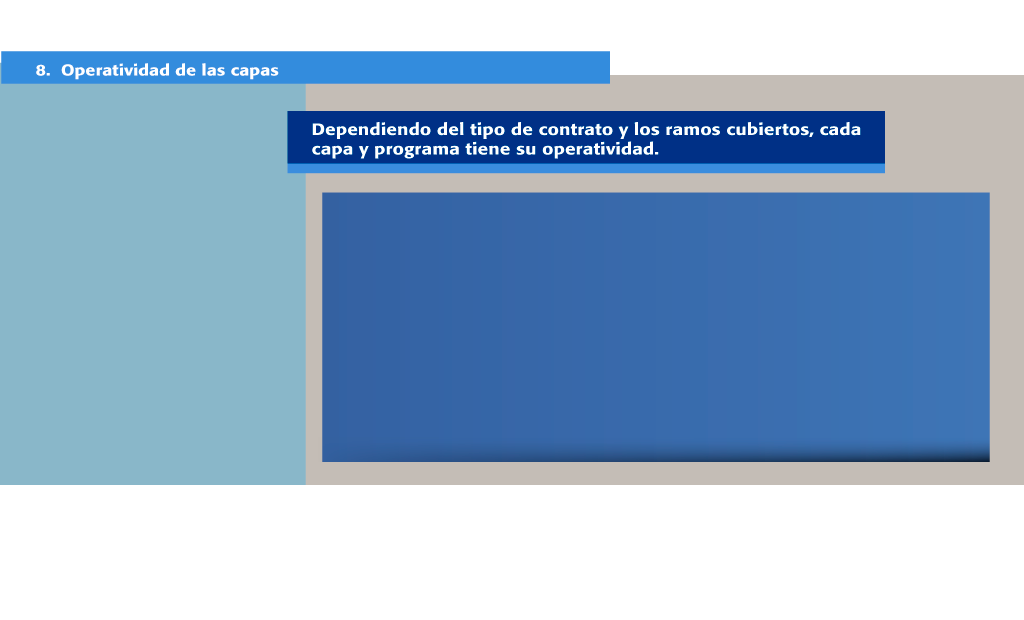 8. Operatividad de las capas
Dependiendo del tipo de contrato y los ramos cubiertos, cada
capa y programa tiene su operatividad.